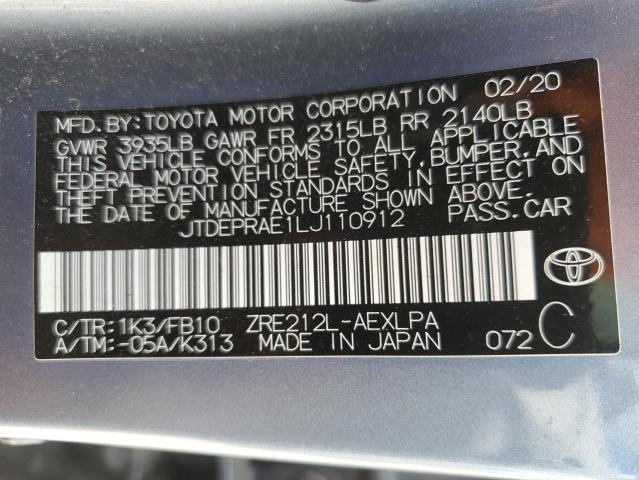 MFD.BY:TOYOTA MOTOR CORPORATION 02/20
GVWR 3935LB GAWR FR 2315LB RR 2140LB
THIS VEHICLE CONFORMS TO ALL APPLICABLE
FEDERAL MOTOR VEHICLE SAFETY,BUMPER,AND
THEFT PREVENTION STANDARDS IN EFFECT ON
THE DATE OF MANUFACTURE SHOWN ABOVE.
JTDEPRAE1LJ110912 PASS.CAR
C/TR:1K3/FB10 ZRE212L-AEXLPA
A/TM:-05A/K313 MADE IN JAPAN 072 C